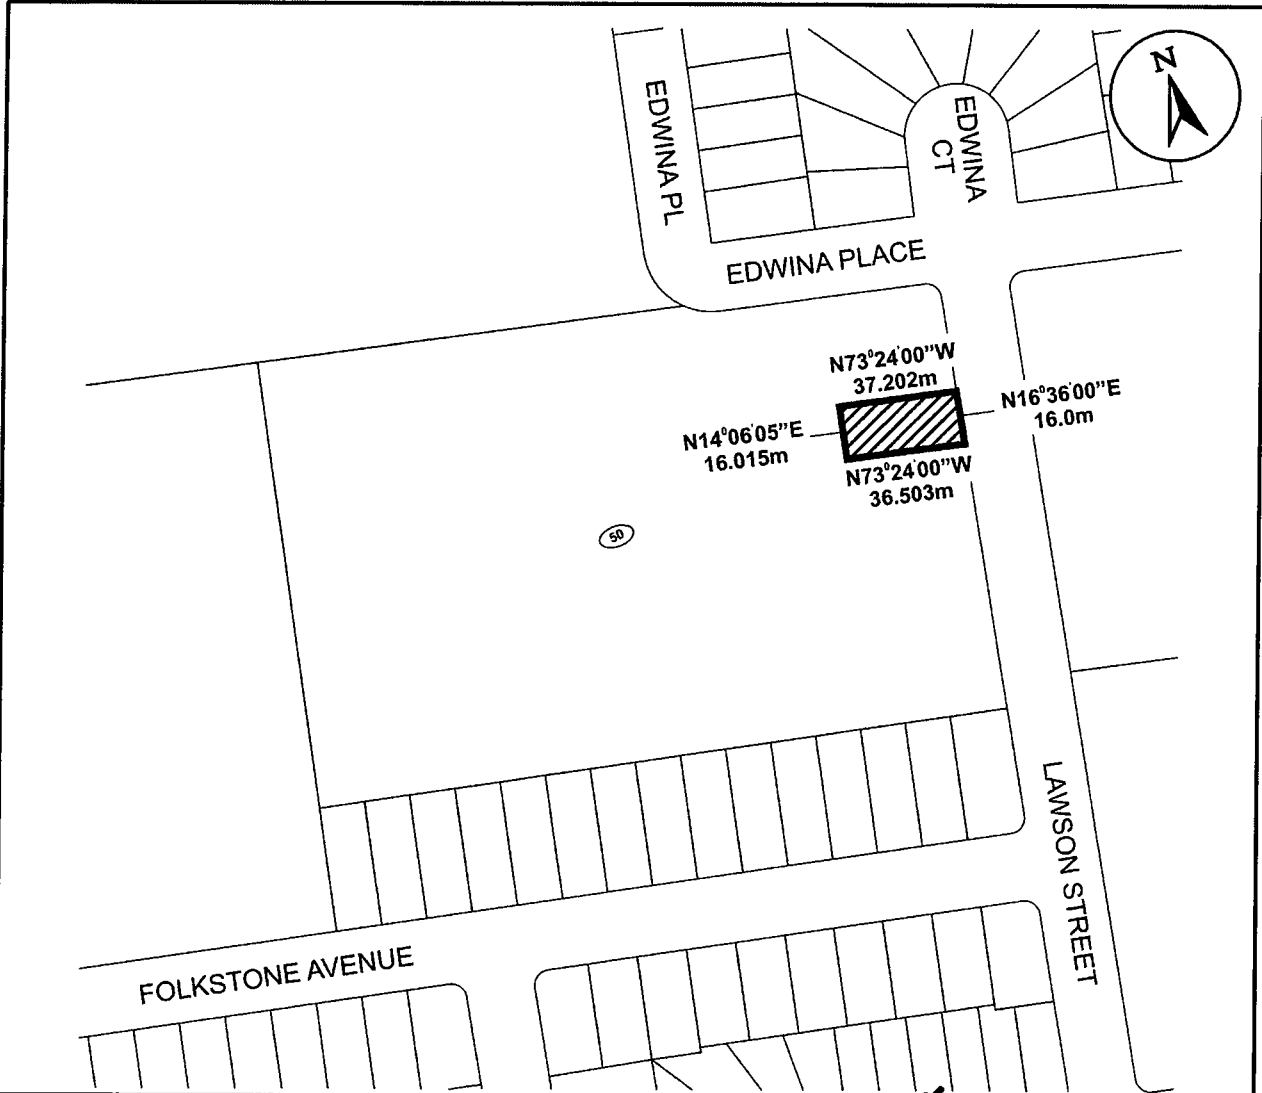 N
EDWINA PL
EDWINA
CT
EDWINA PLACE
N73°24'00"W
37.202m
N16°36'00"E
16.0m
N14°06'05"E
16.015m
N73°24'00"W
36.503m
50
LAWSON STREET
FOLKSTONE AVENUE